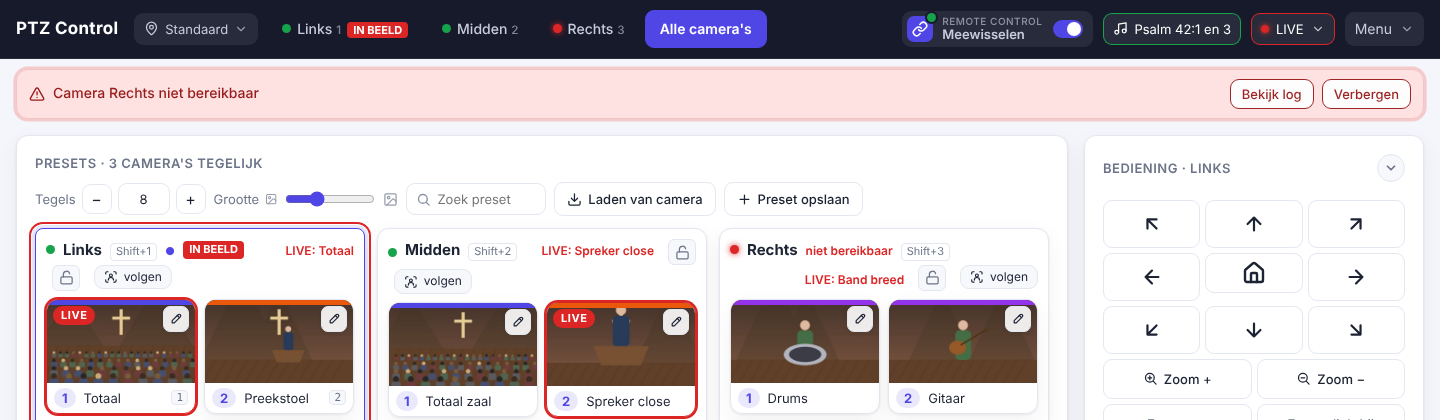 PTZ Control Standaard Links 1 IN BEELD Midden 2 Rechts 3 Alle camera's REMOTE CONTROL Meewisselen Psalm 42:1 en 3 LIVE Menu
Camera Rechts niet bereikbaar Bekijk log Verbergen
PRESETS · 3 CAMERA'S TEGELIJK
BEDIENING · LINKS
Tegels − 8 + Grootte Zoek preset Laden van camera + Preset opslaan
Links Shift+1 IN BEELD LIVE: Totaal
volgen
Midden Shift+2 LIVE: Spreker close
volgen
Rechts niet bereikbaar Shift+3
LIVE: Band breed volgen
LIVE
1 Totaal 1
2 Preekstoel 2
1 Totaal zaal
LIVE
2 Spreker close
1 Drums
2 Gitaar
Zoom + Zoom −